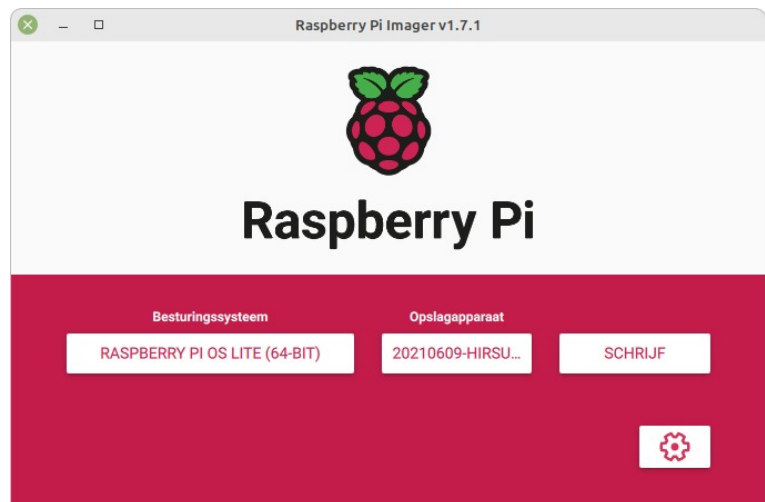 Raspberry Pi Imager v1.7.1
Raspberry Pi
Besturingssysteem
Opslagapparaat
RASPBERRY PI OS LITE (64-BIT)
20210609-HIRSU...
SCHRIJF